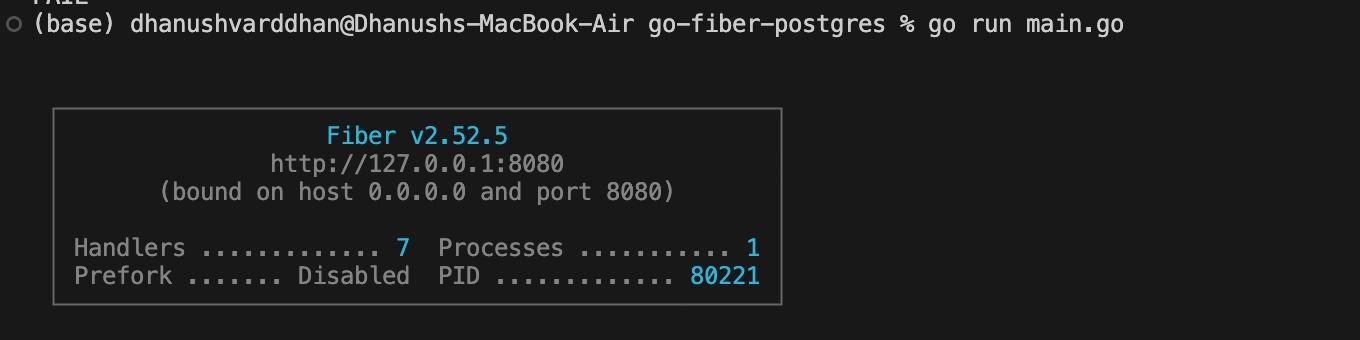 (base) dhanushvarddhan@Dhanushs-MacBook-Air go-fiber-postgres % go run main.go
Fiber v2.52.5
http://127.0.0.1:8080
(bound on host 0.0.0.0 and port 8080)
Handlers ............. 7 Processes ........... 1
Prefork ....... Disabled PID ............. 80221